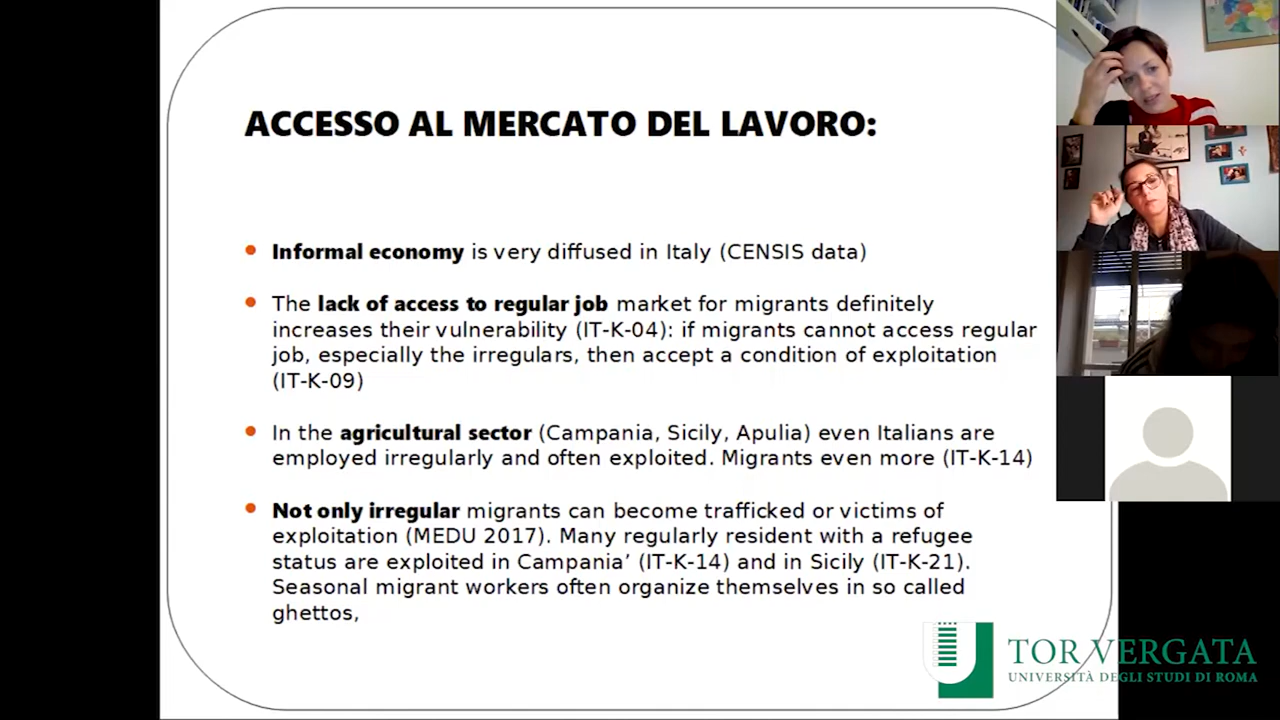 ACCESSO AL MERCATO DEL LAVORO:
• Informal economy is very diffused in Italy (CENSIS data)
• The lack of access to regular job market for migrants definitely
increases their vulnerability (IT-K-04): if migrants cannot access regular
job, especially the irregulars, then accept a condition of exploitation
(IT-K-09)
• In the agricultural sector (Campania, Sicily, Apulia) even Italians are
employed irregularly and often exploited. Migrants even more (IT-K-14)
• Not only irregular migrants can become trafficked or victims of
exploitation (MEDU 2017). Many regularly resident with a refugee
status are exploited in Campania’ (IT-K-14) and in Sicily (IT-K-21).
Seasonal migrant workers often organize themselves in so called
ghettos,
TOR VERGATA
UNIVERSITÀ DEGLI STUDI DI ROMA